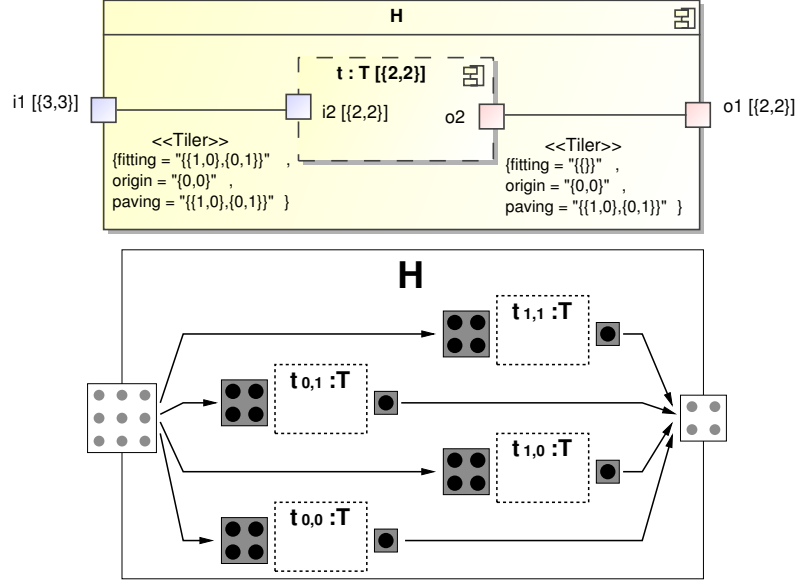 H
t : T [{2,2}]
i1 [{3,3}]
i2 [{2,2}]
o2
o1 [{2,2}]
<<Tiler>>
{fitting = "{{1,0},{0,1}}" ,
origin = "{0,0}" ,
paving = "{{1,0},{0,1}}" }
<<Tiler>>
{fitting = "{{}}" ,
origin = "{0,0}" ,
paving = "{{1,0},{0,1}}" }
H
t 1,1 :T
t 0,1 :T
t 1,0 :T
t 0,0 :T